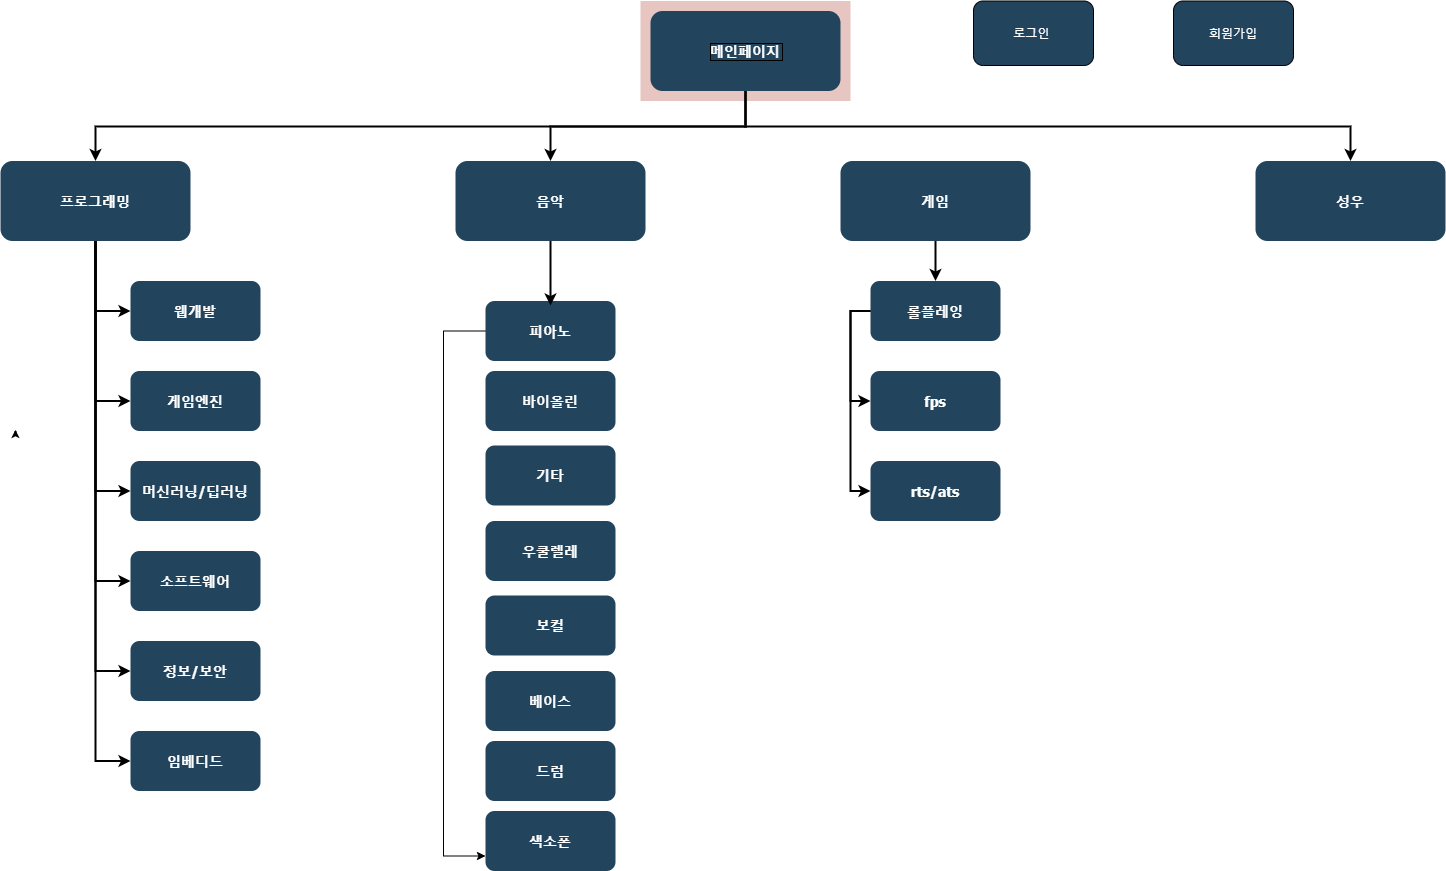 메인페이지
로그인
회원가입
프로그래밍
음악
게임
성우
웹개발
게임엔진
머신러닝/딥러닝
소프트웨어
정보/보안
임베디드
피아노
바이올린
기타
우쿨렐레
보컬
베이스
드럼
색소폰
롤플레잉
fps
rts/ats